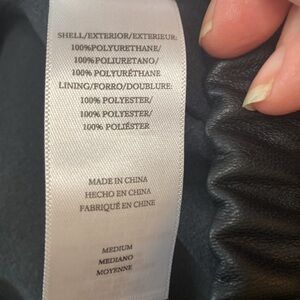 SHELL/EXTERIOR/EXTERIEUR:
100%POLYURETHANE/
100%POLIURETANO/
100% POLYURÉTHANE
LINING/FORRO/DOUBLURE:
100% POLYESTER/
100% POLYESTER/
100% POLIÉSTER
MADE IN CHINA
HECHO EN CHINA
FABRIQUÉ EN CHINE
MEDIUM
MEDIANO
MOYENNE